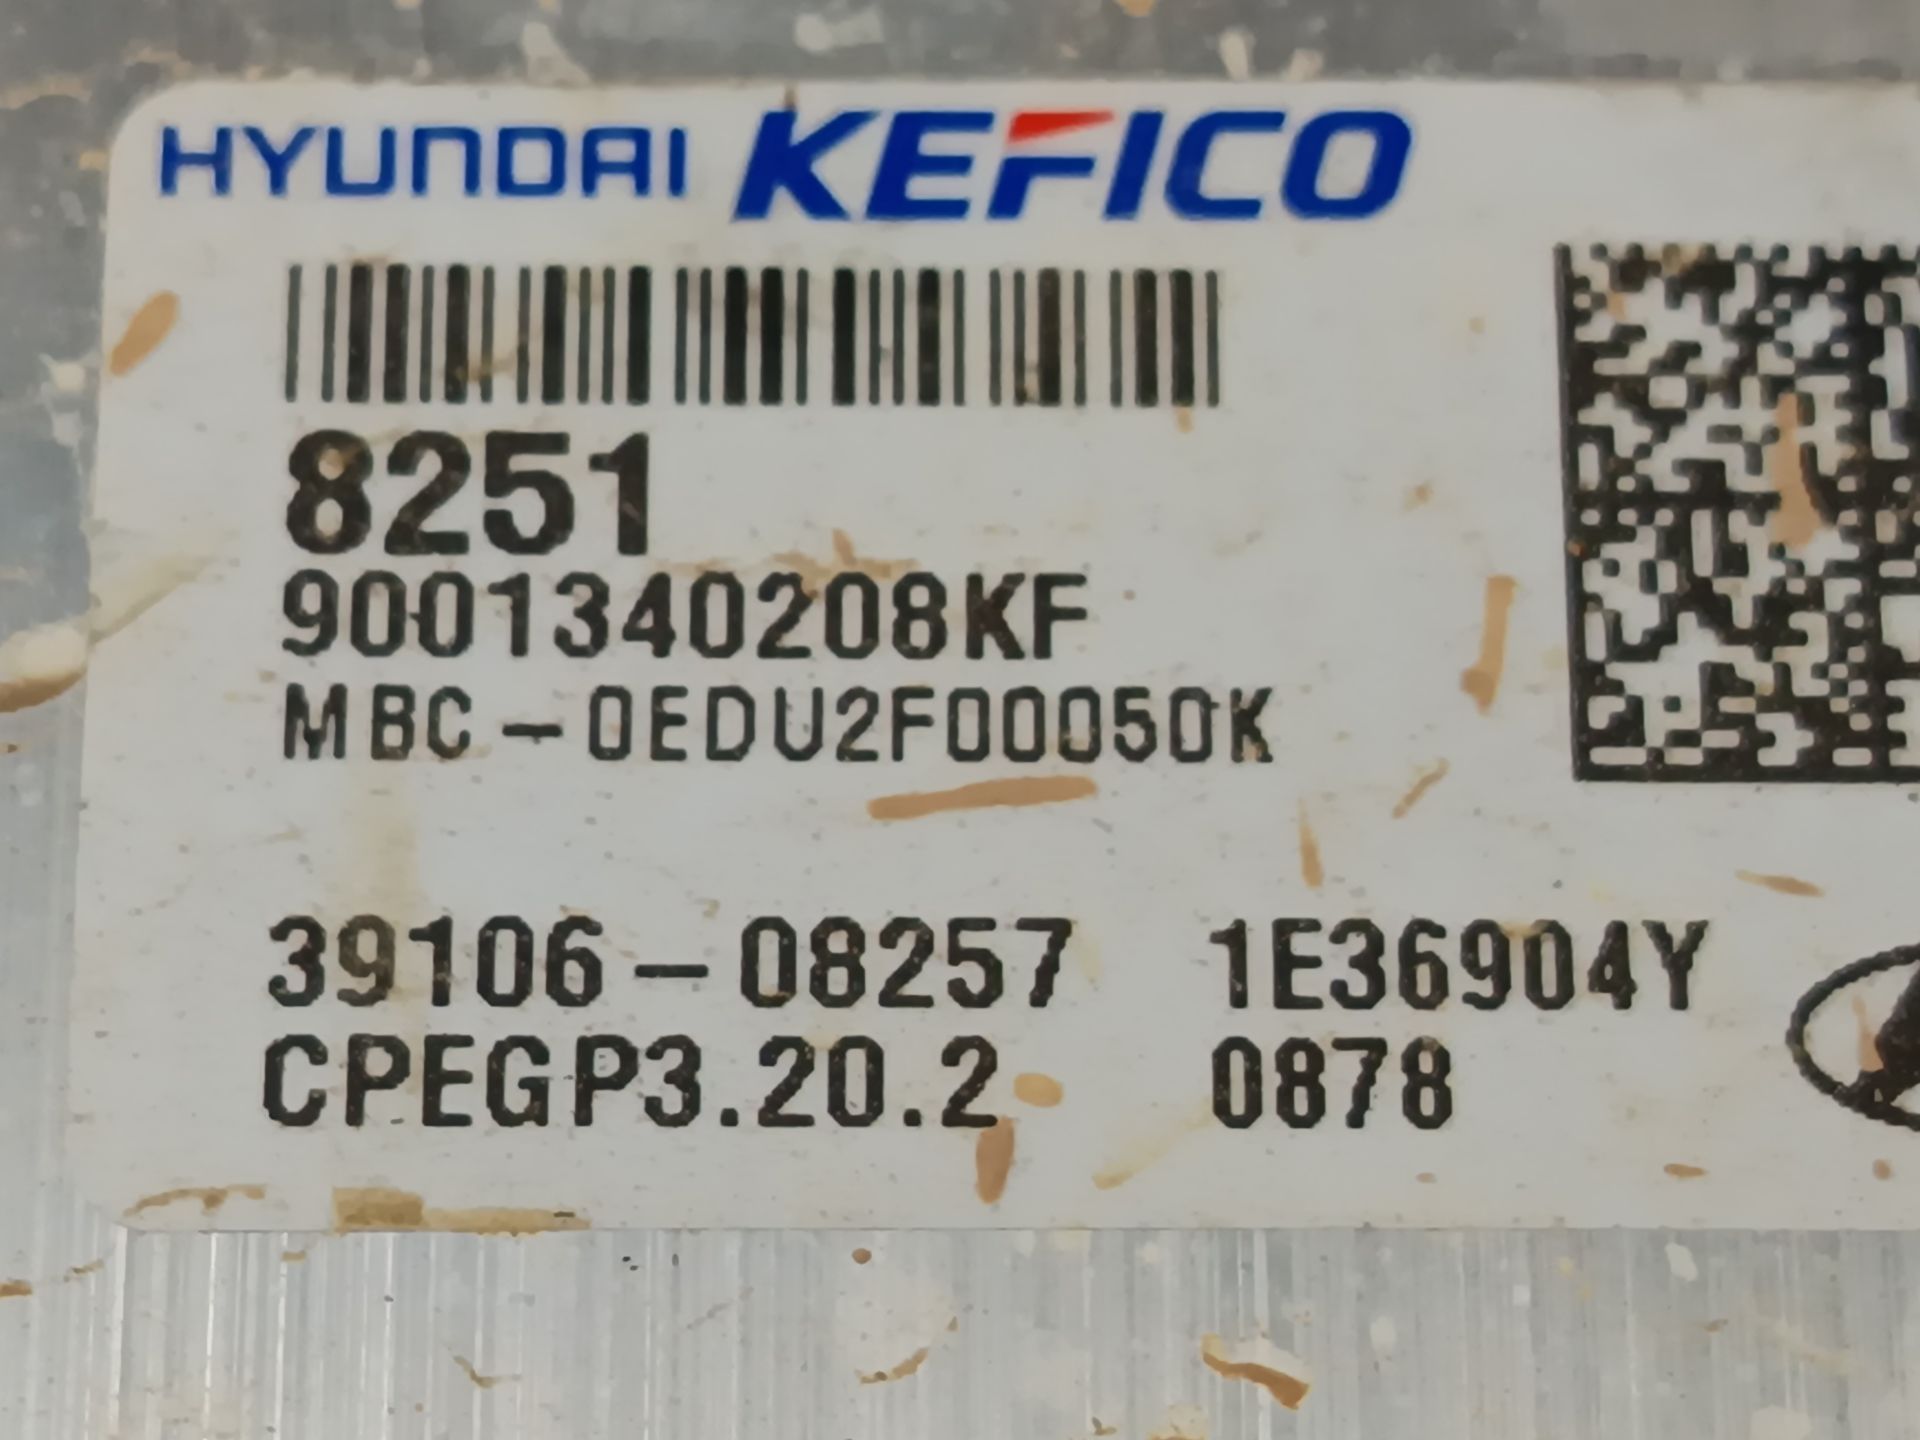 HYUNDAI KEFICO
8251
9001340208KF
MBC-0EDU2F00050K
39106-08257 1E36904Y
CPEGP3.20.2 0878